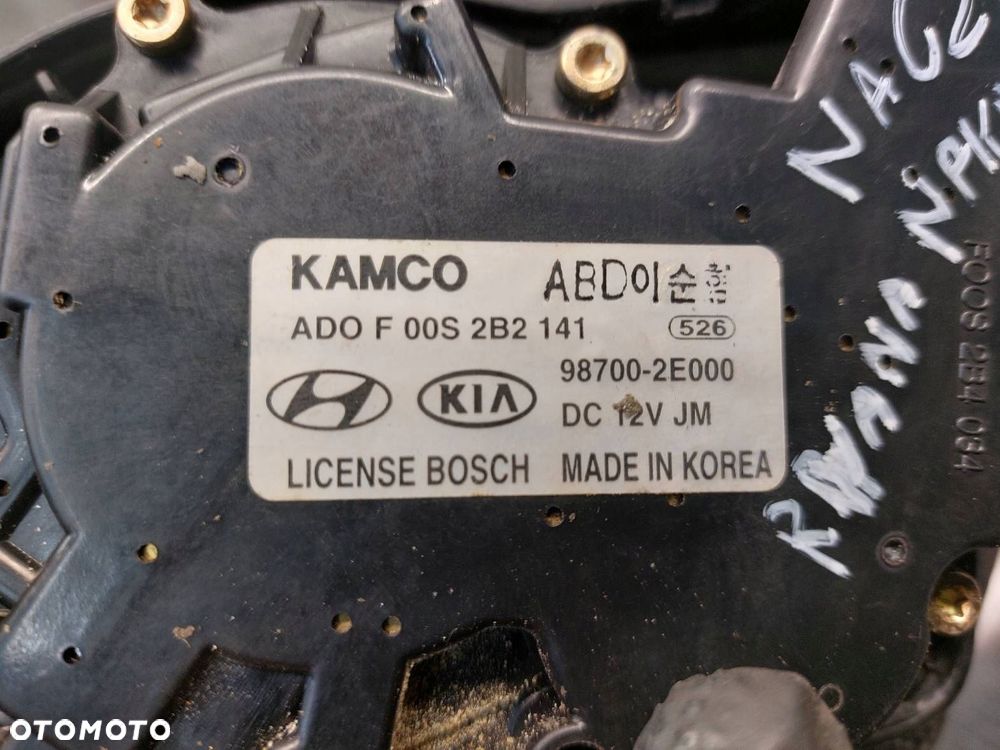 KAMCO ABD이순형
ADO F 00S 2B2 141 526
98700-2E000
KIA
DC 12V JM
LICENSE BOSCH MADE IN KOREA
F00S 2B4 094
OTOMOTO